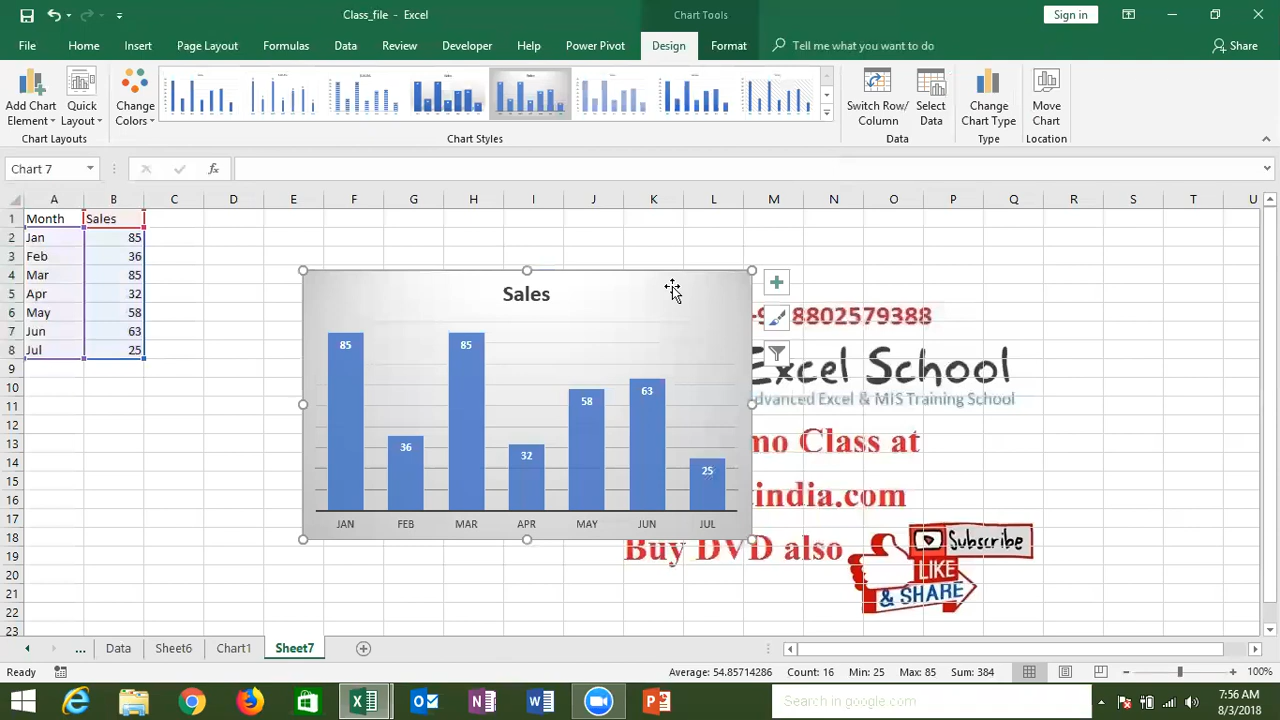 Class_file - Excel
Chart Tools
Sign in
File Home Insert Page Layout Formulas Data Review View Developer Help Power Pivot Design Format Tell me what you want to do Share
Add Chart Element
Quick Layout
Change Colors
Switch Row/ Column
Select Data
Change Chart Type
Move Chart
Chart Layouts Chart Styles Data Type Location
Chart 7 fx
A B C D E F G H I J K L M N O P Q R S T U
1 Month Sales
2 Jan 85
3 Feb 36
4 Mar 85
5 Apr 32
6 May 58
7 Jun 63
8 Jul 25
9
10
11
12
13
14
15
16
17
18
19
20
21
22
23
Sales
85 36 85 32 58 63 25
JAN FEB MAR APR MAY JUN JUL
8802579388
Excel School
Advanced Excel & MIS Training School
mo Class at
india.com
Buy DVD also
Subscribe
LIKE
& SHARE
... Data Sheet6 Chart1 Sheet7
Ready Average: 54.85714286 Count: 16 Min: 25 Max: 85 Sum: 384 100%
Search in google.com
7:56 AM
8/3/2018